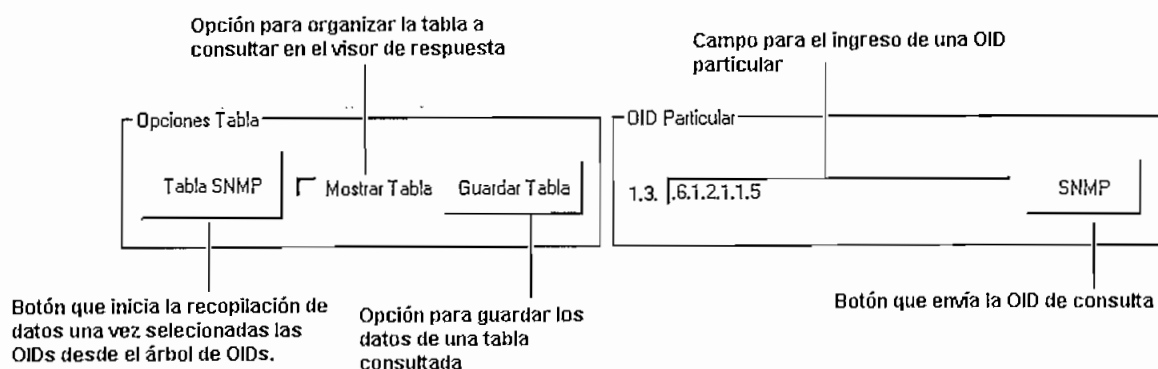 Opción para organizar la tabla a
consultar en el visor de respuesta
Campo para el ingreso de una OID
particular
Opciones Tabla
Tabla SNMP
Mostrar Tabla
Guardar Tabla
OID Particular
1.3. .6.1.2.1.1.5
SNMP
Botón que inicia la recopilación de
datos una vez selecionadas las
OIDs desde el árbol de OIDs.
Opción para guardar los
datos de una tabla
consultada
Botón que envía la OID de consulta